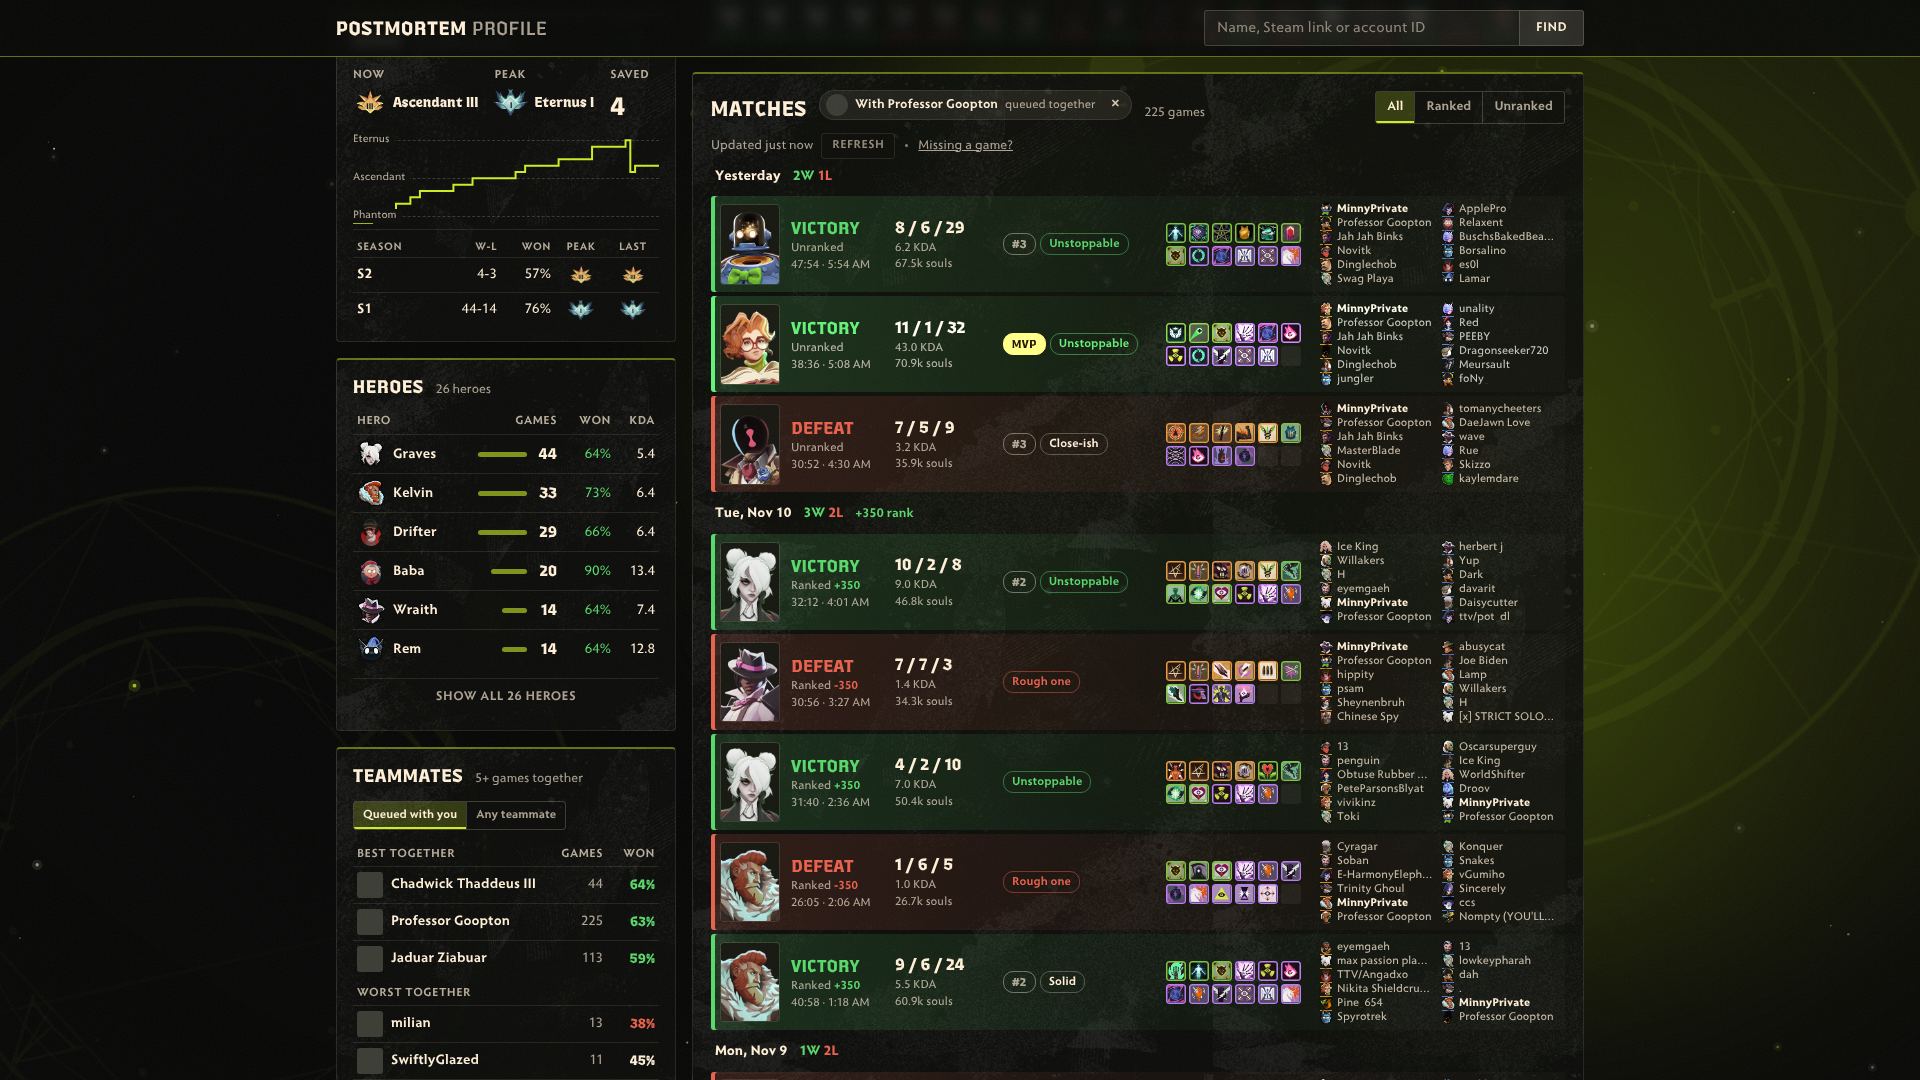 POSTMORTEM PROFILE
Name, Steam link or account ID
FIND
NOW PEAK SAVED
Ascendant III Eternus I 4
Eternus
Ascendant
Phantom
SEASON W-L WON PEAK LAST
S2 4-3 57%
S1 44-14 76%
HEROES 26 heroes
HERO GAMES WON KDA
Graves 44 64% 5.4
Kelvin 33 73% 6.4
Drifter 29 66% 6.4
Baba 20 90% 13.4
Wraith 14 64% 7.4
Rem 14 64% 12.8
SHOW ALL 26 HEROES
TEAMMATES 5+ games together
Queued with you Any teammate
BEST TOGETHER GAMES WON
Chadwick Thaddeus III 44 64%
Professor Goopton 225 63%
Jaduar Ziabuar 113 59%
WORST TOGETHER
milian 13 38%
SwiftlyGlazed 11 45%
MATCHES With Professor Goopton queued together × 225 games
All Ranked Unranked
Updated just now REFRESH • Missing a game?
Yesterday 2W 1L
VICTORY
Unranked
47:54 · 5:54 AM
8 / 6 / 29
6.2 KDA
67.5k souls
#3 Unstoppable
MinnyPrivate
Professor Goopton
Jah Jah Binks
Novitk
Dinglechob
Swag Playa
ApplePro
Relaxent
BuschsBakedBea...
Borsalino
es0l
Lamar
VICTORY
Unranked
38:36 · 5:08 AM
11 / 1 / 32
43.0 KDA
70.9k souls
MVP Unstoppable
MinnyPrivate
Professor Goopton
Jah Jah Binks
Novitk
Dinglechob
jungler
unality
Red
PEEBY
Dragonseeker720
Meursault
foNy
DEFEAT
Unranked
30:52 · 4:30 AM
7 / 5 / 9
3.2 KDA
35.9k souls
#3 Close-ish
MinnyPrivate
Professor Goopton
Jah Jah Binks
MasterBlade
Novitk
Dinglechob
tomanycheeters
DaeJawn Love
wave
Rue
Skizzo
kaylemdare
Tue, Nov 10 3W 2L +350 rank
VICTORY
Ranked +350
32:12 · 4:01 AM
10 / 2 / 8
9.0 KDA
46.8k souls
#2 Unstoppable
Ice King
Willakers
H
eyemgaeh
MinnyPrivate
Professor Goopton
herbert j
Yup
Dark
davarit
Daisycutter
ttv/pot_dl
DEFEAT
Ranked -350
30:56 · 3:27 AM
7 / 7 / 3
1.4 KDA
34.3k souls
Rough one
MinnyPrivate
Professor Goopton
hippity
psam
Sheynenbruh
Chinese Spy
abusycat
Joe Biden
Lamp
Willakers
H
[x] STRICT SOLO...
VICTORY
Ranked +350
31:40 · 2:36 AM
4 / 2 / 10
7.0 KDA
50.4k souls
Unstoppable
13
penguin
Obtuse Rubber ...
PeteParsonsBlyat
vivikinz
Toki
Oscarsuperguy
Ice King
WorldShifter
Droov
MinnyPrivate
Professor Goopton
DEFEAT
Ranked -350
26:05 · 2:06 AM
1 / 6 / 5
1.0 KDA
26.7k souls
Rough one
Cyragar
Soban
E-HarmonyEleph...
Trinity Ghoul
MinnyPrivate
Professor Goopton
Konquer
Snakes
vGumiho
Sincerely
ccs
Nompty (YOU'LL...
VICTORY
Ranked +350
40:58 · 1:18 AM
9 / 6 / 24
5.5 KDA
60.9k souls
#2 Solid
eyemgaeh
max passion pla...
TTV/Angadxo
Nikita Shieldcru...
Pine_654
Spyrotrek
13
lowkeypharah
dah
.
MinnyPrivate
Professor Goopton
Mon, Nov 9 1W 2L